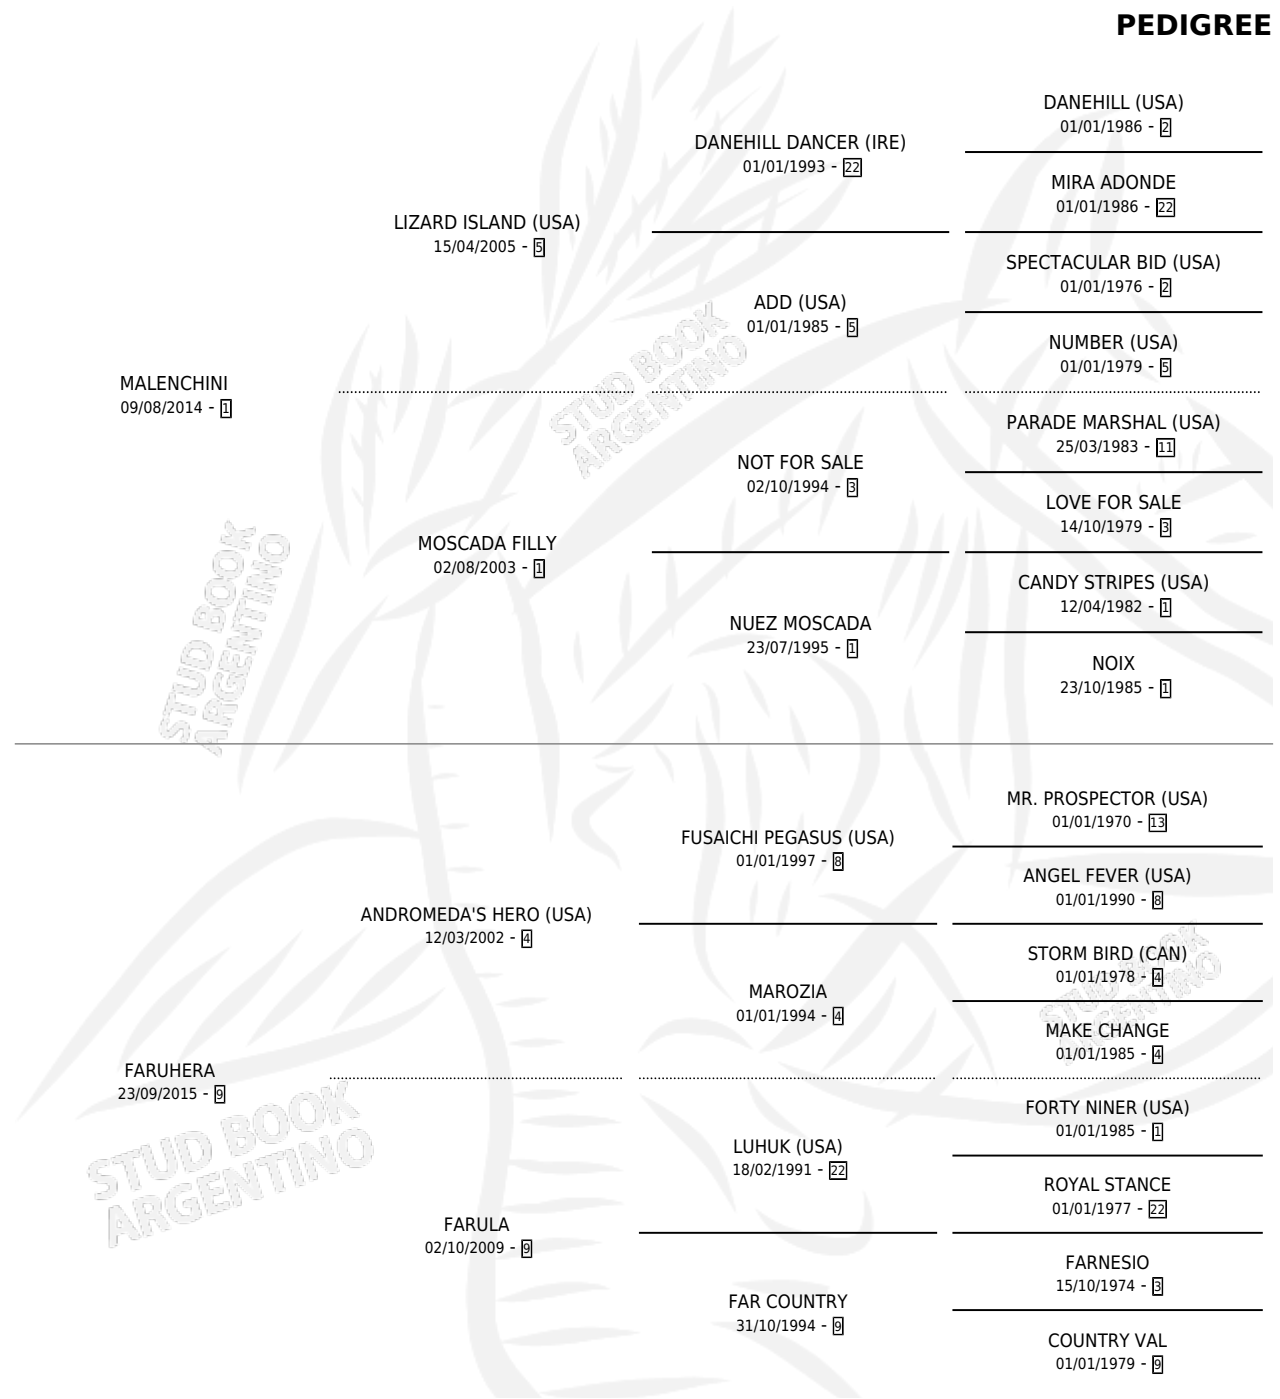 PEDIGREE
DANEHILL (USA)
01/01/1986 - 2
DANEHILL DANCER (IRE)
01/01/1993 - 22
MIRA ADONDE
01/01/1986 - 22
LIZARD ISLAND (USA)
15/04/2005 - 5
SPECTACULAR BID (USA)
01/01/1976 - 2
ADD (USA)
01/01/1985 - 5
NUMBER (USA)
01/01/1979 - 5
MALENCHINI
09/08/2014 - 1
PARADE MARSHAL (USA)
25/03/1983 - 11
NOT FOR SALE
02/10/1994 - 3
LOVE FOR SALE
14/10/1979 - 3
MOSCADA FILLY
02/08/2003 - 1
CANDY STRIPES (USA)
12/04/1982 - 1
NUEZ MOSCADA
23/07/1995 - 1
NOIX
23/10/1985 - 1
MR. PROSPECTOR (USA)
01/01/1970 - 13
FUSAICHI PEGASUS (USA)
01/01/1997 - 8
ANGEL FEVER (USA)
01/01/1990 - 8
ANDROMEDA'S HERO (USA)
12/03/2002 - 4
STORM BIRD (CAN)
01/01/1978 - 4
MAROZIA
01/01/1994 - 4
MAKE CHANGE
01/01/1985 - 4
FARUHERA
23/09/2015 - 9
FORTY NINER (USA)
01/01/1985 - 1
LUHUK (USA)
18/02/1991 - 22
ROYAL STANCE
01/01/1977 - 22
FARULA
02/10/2009 - 9
FARNESIO
15/10/1974 - 3
FAR COUNTRY
31/10/1994 - 9
COUNTRY VAL
01/01/1979 - 9
STUD BOOK
ARGENTINO
STUD BOOK
ARGENTINO
STUD BOOK
ARGENTINO
STUD BOOK
ARGENTINO